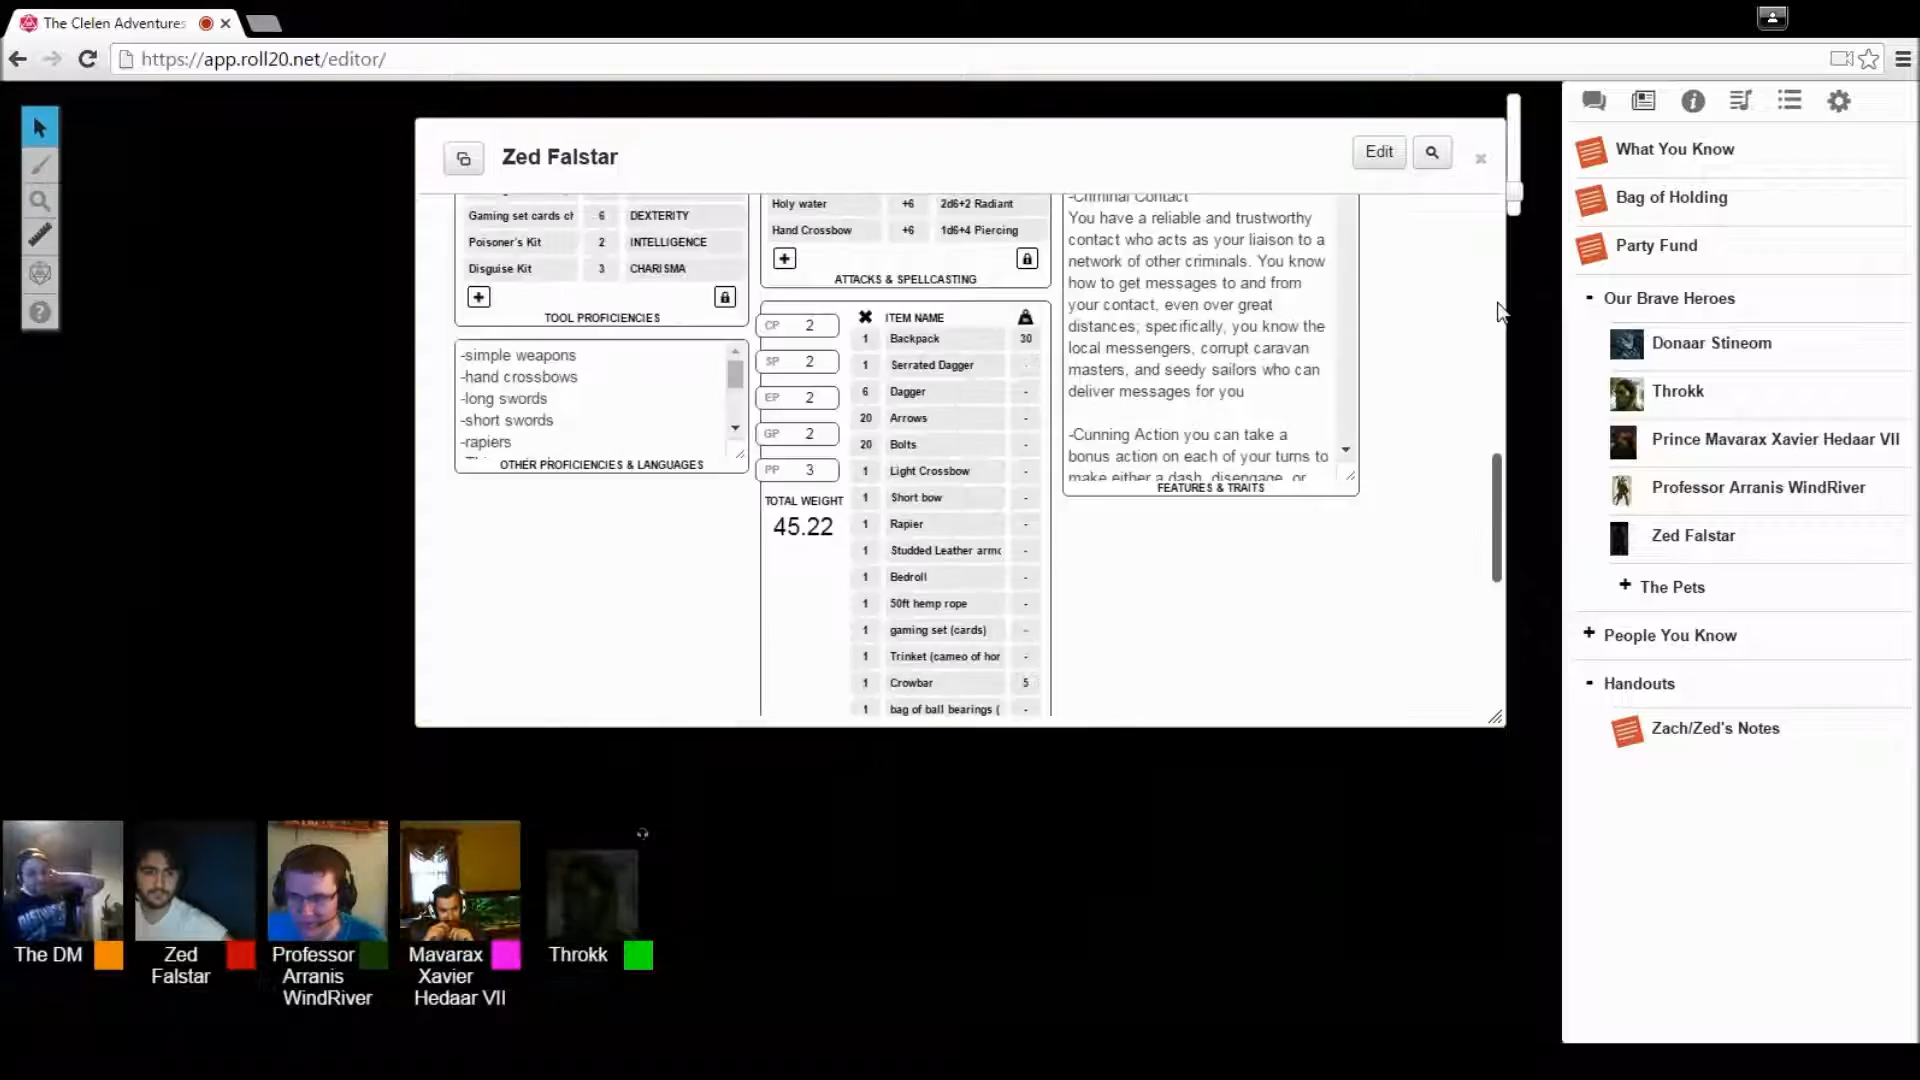 The Clelen Adventures
https://app.roll20.net/editor/
Zed Falstar
Edit
Gaming set cards ch 6 DEXTERITY
Poisoner's Kit 2 INTELLIGENCE
Disguise Kit 3 CHARISMA
TOOL PROFICIENCIES
-simple weapons
-hand crossbows
-long swords
-short swords
-rapiers
OTHER PROFICIENCIES & LANGUAGES
Holy water +6 2d6+2 Radiant
Hand Crossbow +6 1d6+4 Piercing
ATTACKS & SPELLCASTING
CP 2
SP 2
EP 2
GP 2
PP 3
TOTAL WEIGHT
45.22
ITEM NAME
1 Backpack 30
1 Serrated Dagger -
6 Dagger -
20 Arrows -
20 Bolts -
1 Light Crossbow -
1 Short bow -
1 Rapier -
1 Studded Leather armo -
1 Bedroll -
1 50ft hemp rope -
1 gaming set (cards) -
1 Trinket (cameo of hor -
1 Crowbar 5
1 bag of ball bearings ( -
-Criminal Contact
You have a reliable and trustworthy
contact who acts as your liaison to a
network of other criminals. You know
how to get messages to and from
your contact, even over great
distances; specifically, you know the
local messengers, corrupt caravan
masters, and seedy sailors who can
deliver messages for you
-Cunning Action you can take a
bonus action on each of your turns to
make either a dash, disengage, or
FEATURES & TRAITS
What You Know
Bag of Holding
Party Fund
- Our Brave Heroes
Donaar Stineom
Throkk
Prince Mavarax Xavier Hedaar VII
Professor Arranis WindRiver
Zed Falstar
+ The Pets
+ People You Know
- Handouts
Zach/Zed's Notes
The DM
Zed
Falstar
Professor
Arranis
WindRiver
Mavarax
Xavier
Hedaar VII
Throkk